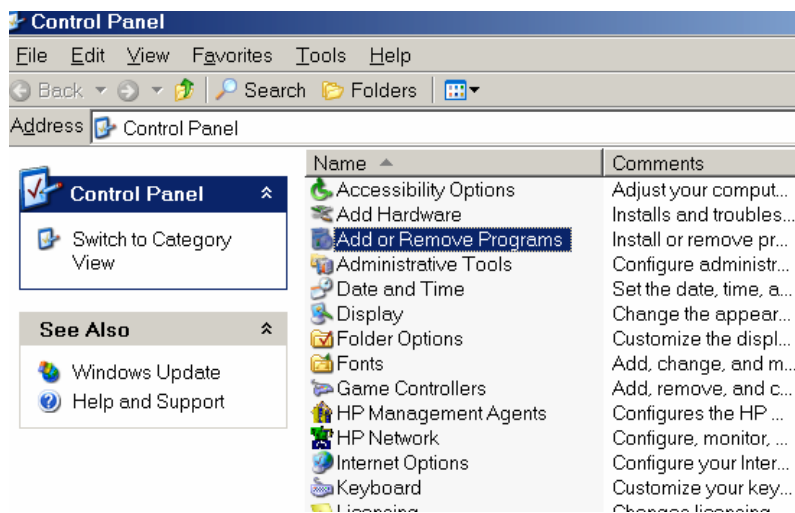 Control Panel
File Edit View Favorites Tools Help
Back Search Folders
Address Control Panel
Control Panel
Switch to Category
View
See Also
Windows Update
Help and Support
Name Comments
Accessibility Options Adjust your comput...
Add Hardware Installs and troubles...
Add or Remove Programs Install or remove pr...
Administrative Tools Configure administr...
Date and Time Set the date, time, a...
Display Change the appear...
Folder Options Customize the displ...
Fonts Add, change, and m...
Game Controllers Add, remove, and c...
HP Management Agents Configures the HP ...
HP Network Configure, monitor, ...
Internet Options Configure your Inter...
Keyboard Customize your key...
Licensing Changes licensing